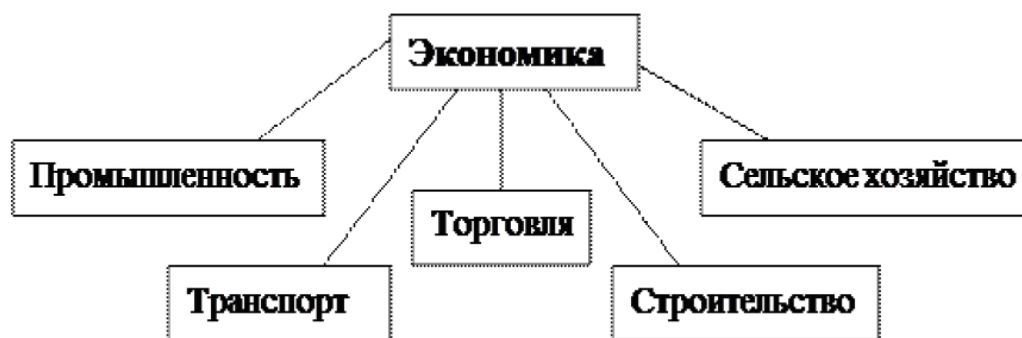 Экономика
Промышленность
Сельское хозяйство
Торговля
Транспорт
Строительство